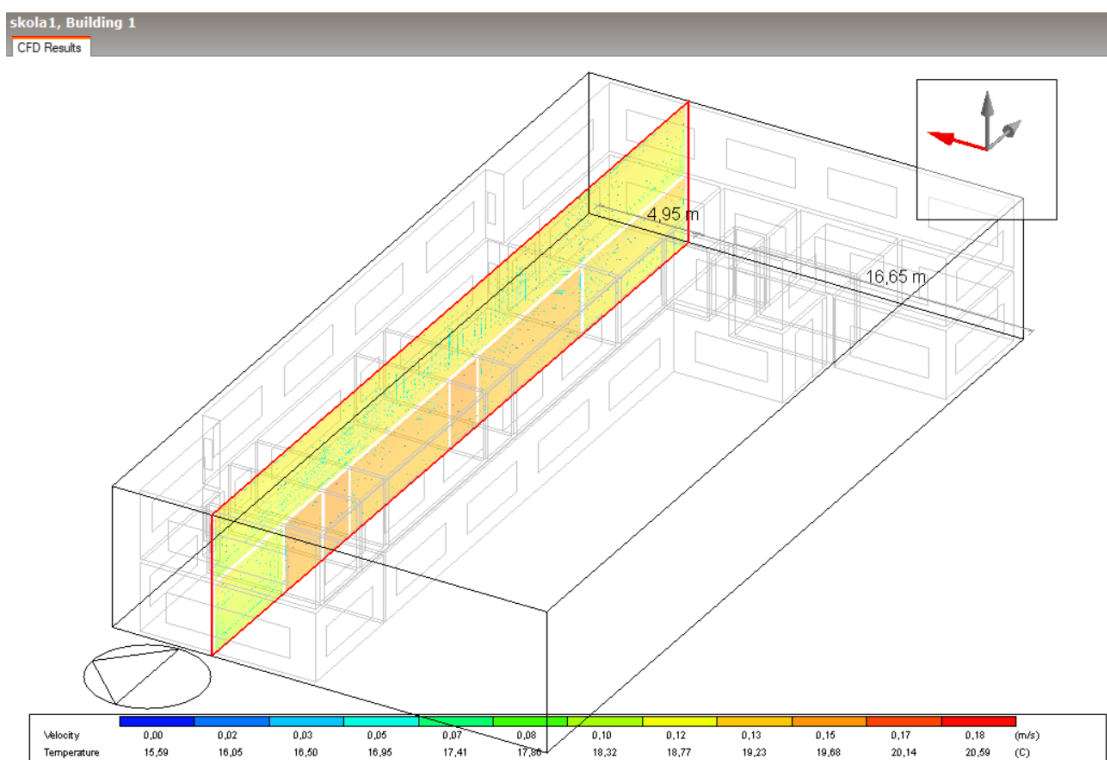 skola1, Building 1
CFD Results
4,95 m
16,65 m
Velocity 0,00 0,02 0,03 0,05 0,07 0,08 0,10 0,12 0,13 0,15 0,17 0,18 (m/s)
Temperature 15,59 16,05 16,50 16,95 17,41 17,86 18,32 18,77 19,23 19,68 20,14 20,59 (C)